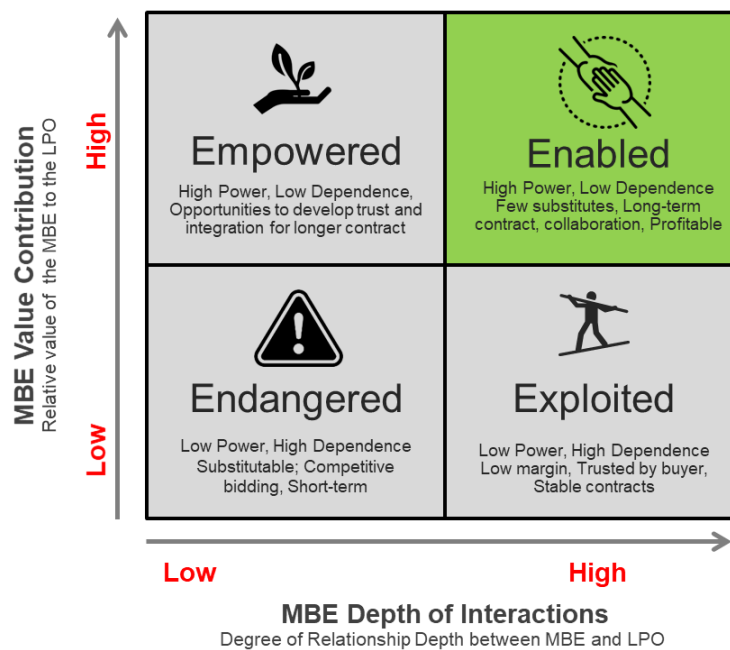 MBE Value Contribution
Relative value of the MBE to the LPO
High
Low
Empowered
High Power, Low Dependence,
Opportunities to develop trust and
integration for longer contract
Enabled
High Power, Low Dependence
Few substitutes, Long-term
contract, collaboration, Profitable
Endangered
Low Power, High Dependence
Substitutable; Competitive
bidding, Short-term
Exploited
Low Power, High Dependence
Low margin, Trusted by buyer,
Stable contracts
Low
High
MBE Depth of Interactions
Degree of Relationship Depth between MBE and LPO